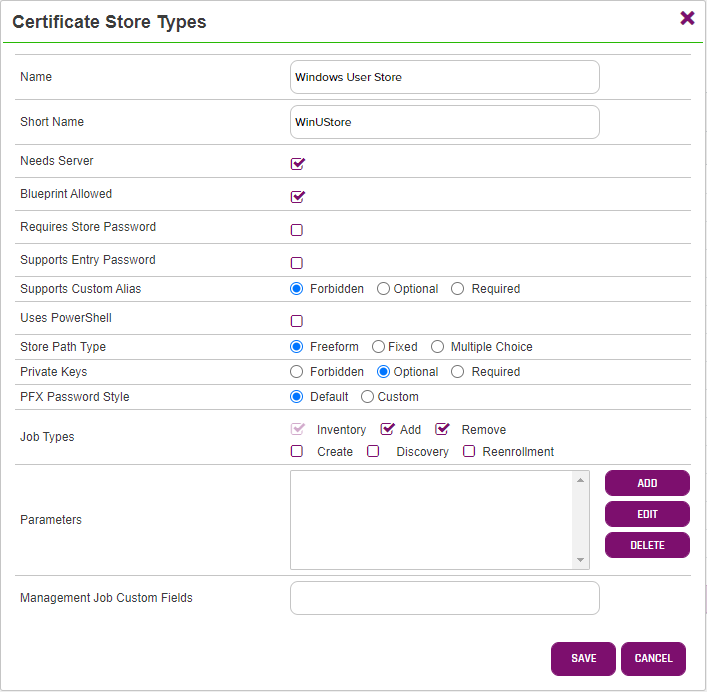 Certificate Store Types
Name Windows User Store
Short Name WinUStore
Needs Server
Blueprint Allowed
Requires Store Password
Supports Entry Password
Supports Custom Alias Forbidden Optional Required
Uses PowerShell
Store Path Type Freeform Fixed Multiple Choice
Private Keys Forbidden Optional Required
PFX Password Style Default Custom
Job Types Inventory Add Remove
Create Discovery Reenrollment
Parameters
ADD
EDIT
DELETE
Management Job Custom Fields
SAVE CANCEL